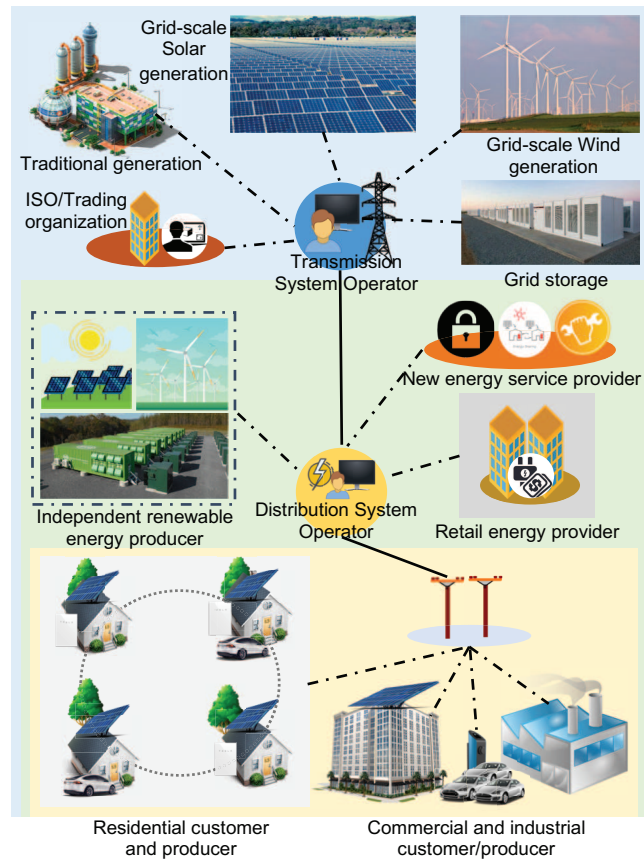 Grid-scale
Solar
generation
Traditional generation
Grid-scale Wind
generation
ISO/Trading
organization
Transmission
System Operator
Grid storage
New energy service provider
Independent renewable
energy producer
Distribution System
Operator
Retail energy provider
Residential customer
and producer
Commercial and industrial
customer/producer